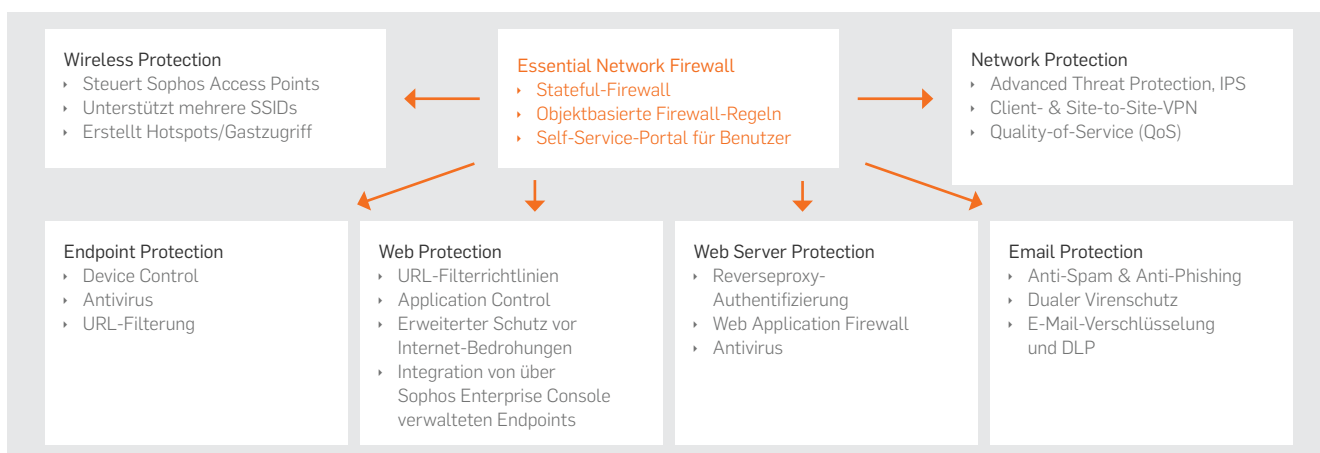 Wireless Protection
‣ Steuert Sophos Access Points
‣ Unterstützt mehrere SSIDs
‣ Erstellt Hotspots/Gastzugriff
Essential Network Firewall
‣ Stateful-Firewall
‣ Objektbasierte Firewall-Regeln
‣ Self-Service-Portal für Benutzer
Network Protection
‣ Advanced Threat Protection, IPS
‣ Client- & Site-to-Site-VPN
‣ Quality-of-Service (QoS)
Endpoint Protection
‣ Device Control
‣ Antivirus
‣ URL-Filterung
Web Protection
‣ URL-Filterrichtlinien
‣ Application Control
‣ Erweiterter Schutz vor
Internet-Bedrohungen
‣ Integration von über
Sophos Enterprise Console
verwalteten Endpoints
Web Server Protection
‣ Reverseproxy-
Authentifizierung
‣ Web Application Firewall
‣ Antivirus
Email Protection
‣ Anti-Spam & Anti-Phishing
‣ Dualer Virenschutz
‣ E-Mail-Verschlüsselung
und DLP